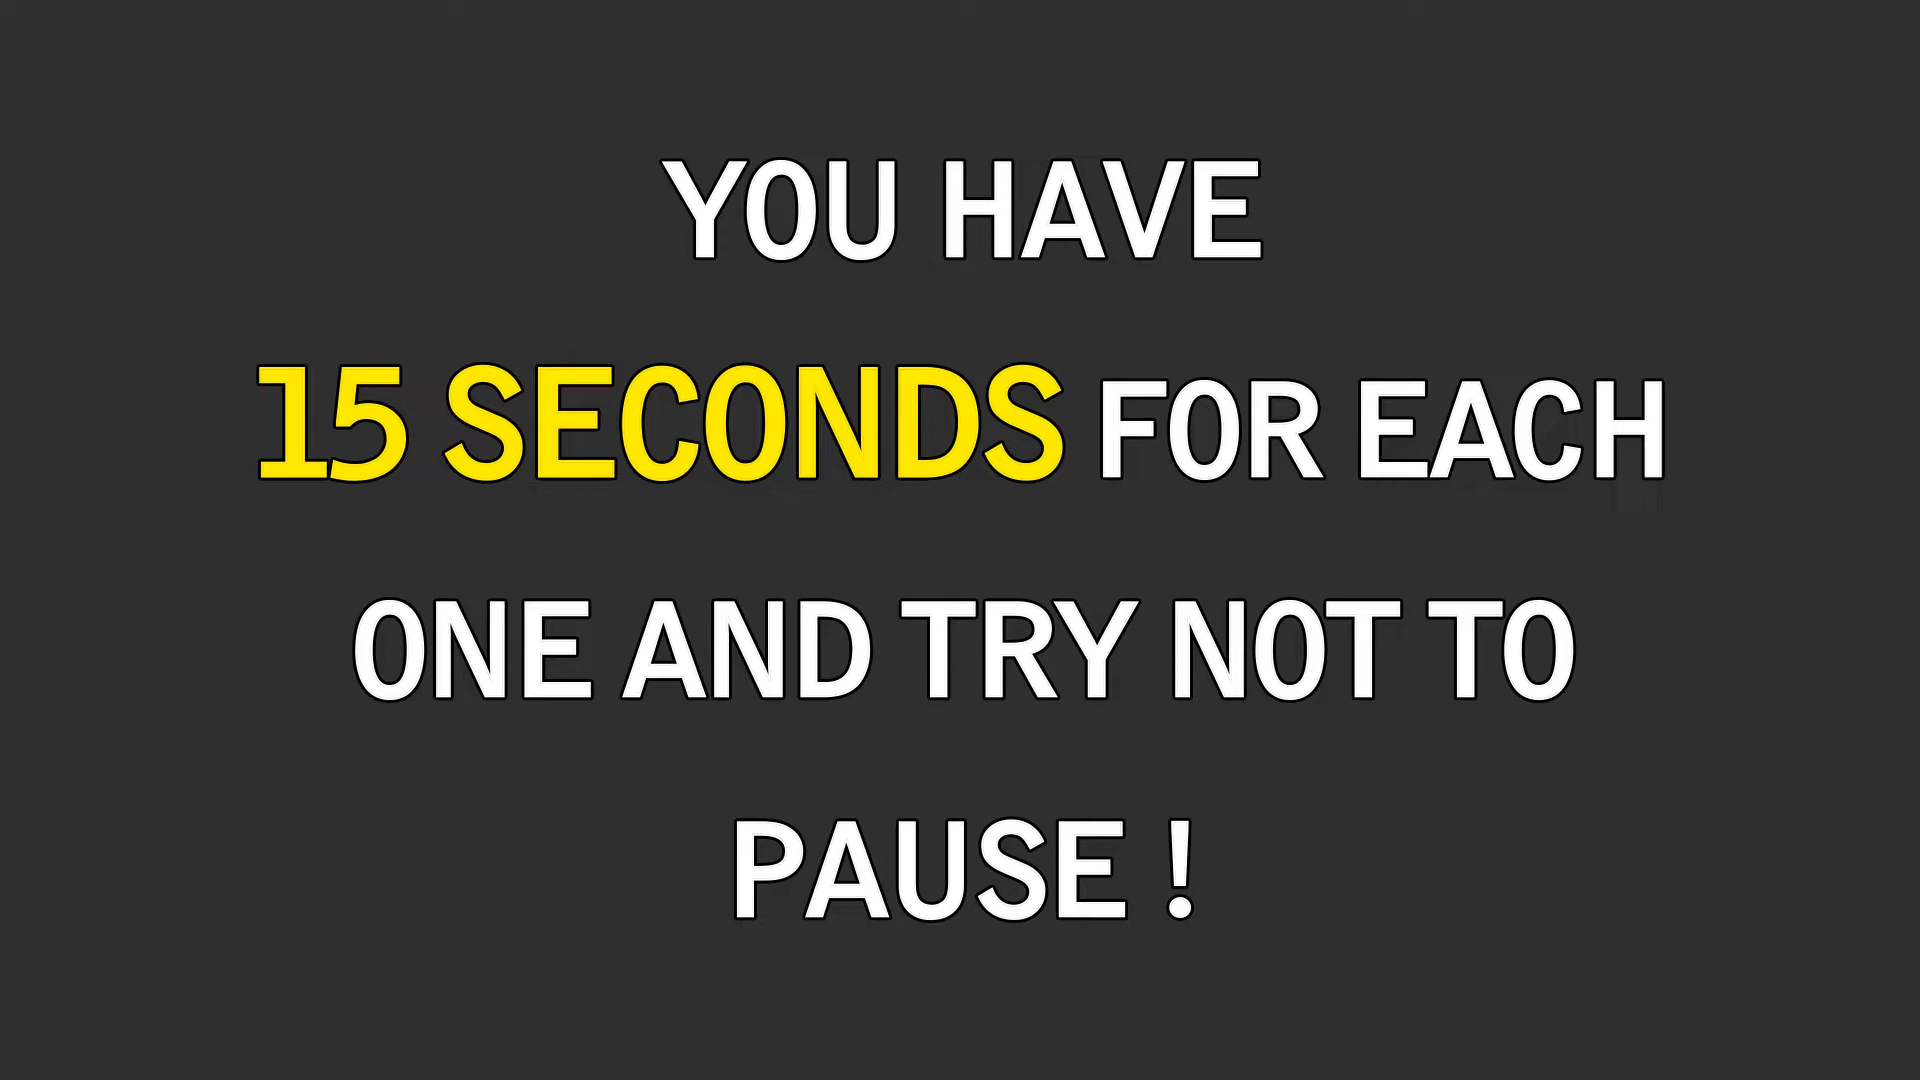 YOU HAVE
15 SECONDS FOR EACH
ONE AND TRY NOT TO
PAUSE !